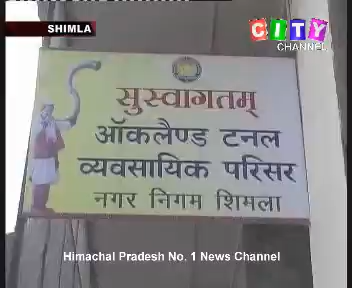 SHIMLA
CITY
CHANNEL
सुस्वागतम्
ऑकलैण्ड टनल
व्यवसायिक परिसर
नगर निगम शिमला
Himachal Pradesh No. 1 News Channel